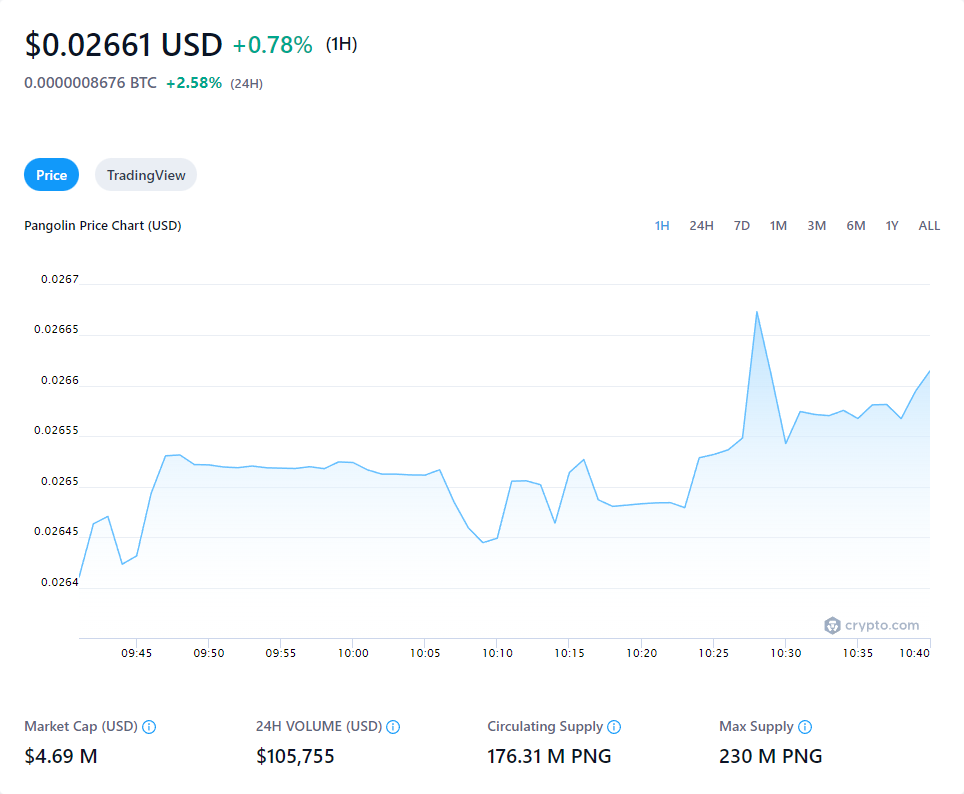 $0.02661 USD +0.78% (1H)
0.0000008676 BTC +2.58% (24H)
Price TradingView
Pangolin Price Chart (USD) 1H 24H 7D 1M 3M 6M 1Y ALL
0.0267
0.02665
0.0266
0.02655
0.0265
0.02645
0.0264
crypto.com
09:45 09:50 09:55 10:00 10:05 10:10 10:15 10:20 10:25 10:30 10:35 10:40
Market Cap (USD) 24H VOLUME (USD) Circulating Supply Max Supply
$4.69 M $105,755 176.31 M PNG 230 M PNG